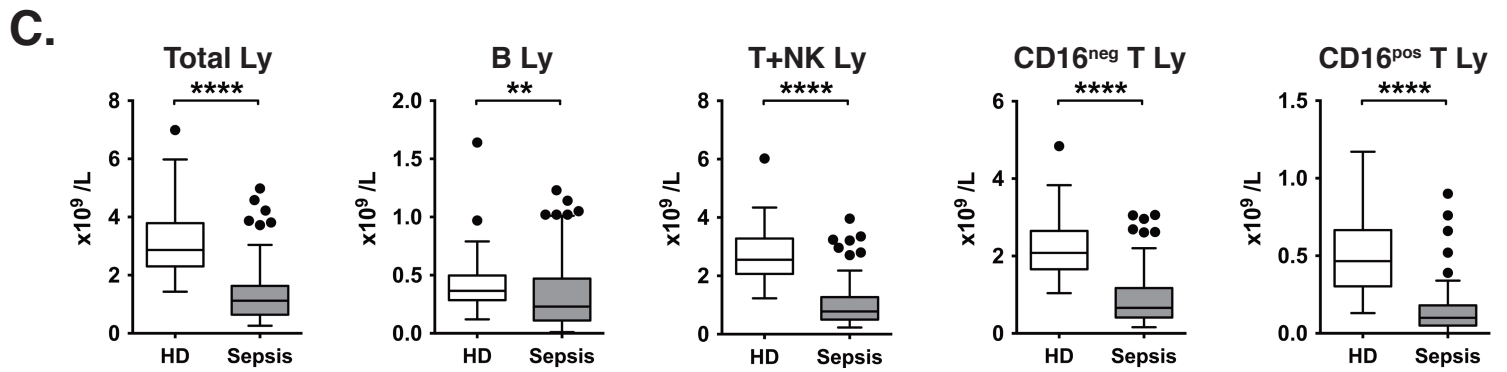 C.
Total Ly
****
8
6
4
2
0
x10⁹ /L
HD Sepsis
B Ly
**
2.0
1.5
1.0
0.5
0.0
x10⁹ /L
HD Sepsis
T+NK Ly
****
8
6
4
2
0
x10⁹ /L
HD Sepsis
CD16ⁿᵉᵍ T Ly
****
6
4
2
0
x10⁹ /L
HD Sepsis
CD16ᵖᵒˢ T Ly
****
1.5
1.0
0.5
0.0
x10⁹ /L
HD Sepsis